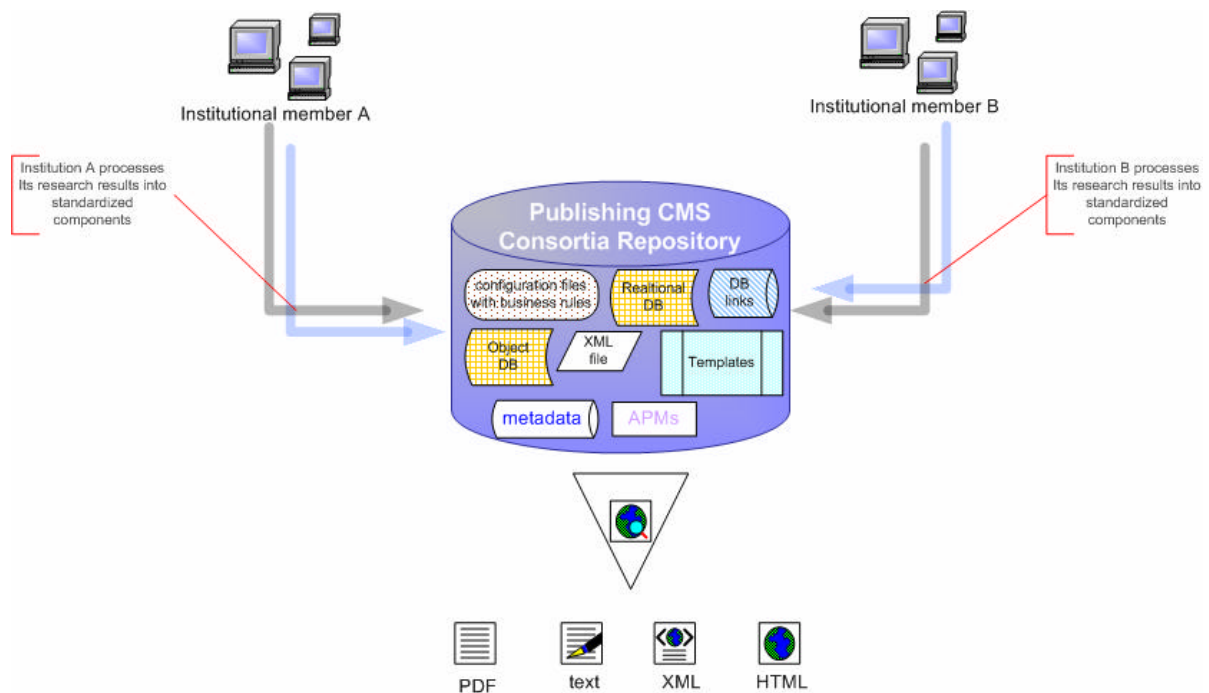 Institutional member A
Institutional member B
Institution A processes
Its research results into
standardized
components
Institution B processes
Its research results into
standardized
components
Publishing CMS
Consortia Repository
configuration files
with business rules
Realtional
DB
DB
links
Object
DB
XML
file
Templates
metadata
APMs
PDF
text
XML
HTML